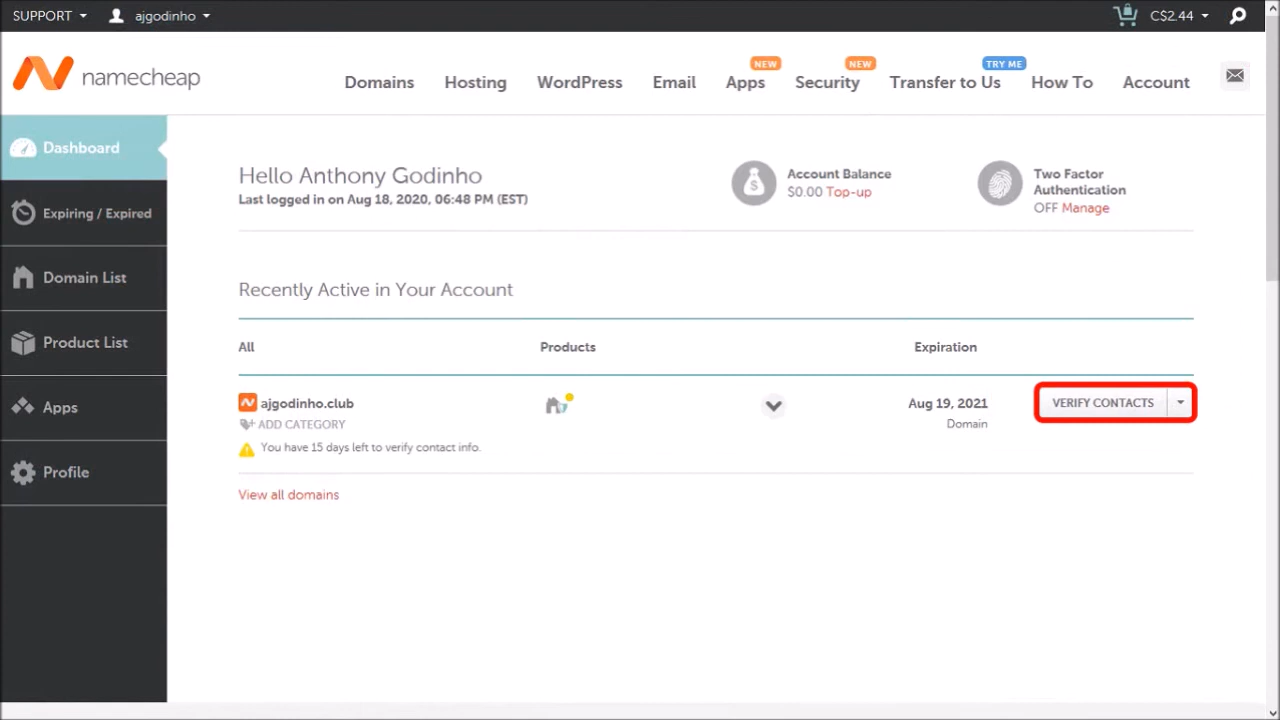 SUPPORT ajgodinho C$2.44
namecheap
NEW NEW TRY ME
Domains Hosting WordPress Email Apps Security Transfer to Us How To Account
Dashboard
Expiring / Expired
Domain List
Product List
Apps
Profile
Hello Anthony Godinho
Last logged in on Aug 18, 2020, 06:48 PM (EST)
Account Balance
$0.00 Top-up
Two Factor
Authentication
OFF Manage
Recently Active in Your Account
All Products Expiration
ajgodinho.club Aug 19, 2021 VERIFY CONTACTS
ADD CATEGORY Domain
You have 15 days left to verify contact info.
View all domains